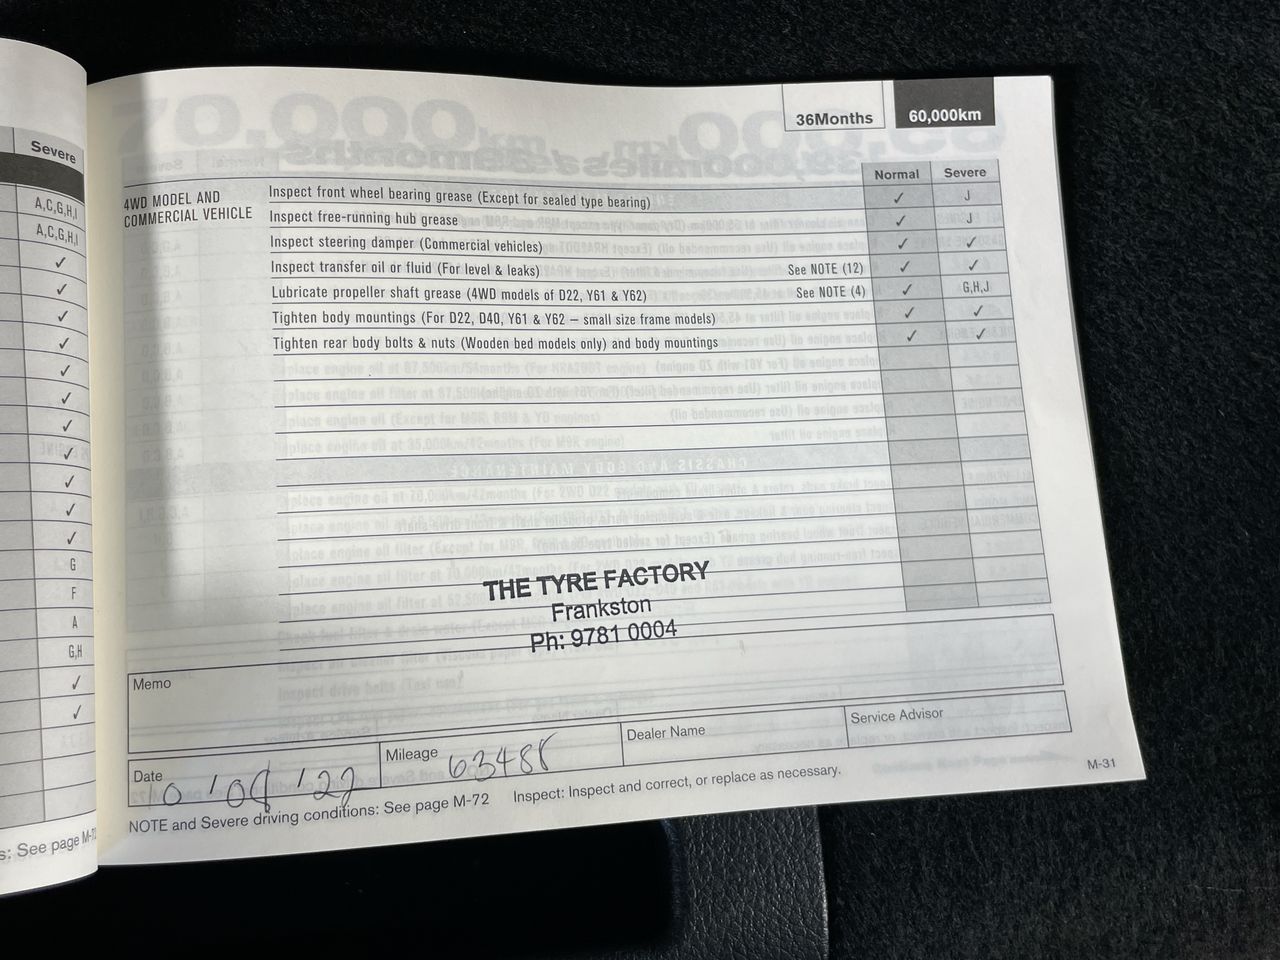 Severe
A,C,G,H,I
A,C,G,H,I
✓
✓
✓
✓
✓
✓
✓
✓
✓
✓
✓
G
F
A
G,H
✓
✓
s: See page M-72
36Months 60,000km
Normal Severe
4WD MODEL AND
COMMERCIAL VEHICLE
Inspect front wheel bearing grease (Except for sealed type bearing) ✓ J
Inspect free-running hub grease ✓ J
Inspect steering damper (Commercial vehicles) ✓ ✓
Inspect transfer oil or fluid (For level & leaks) See NOTE (12) ✓ ✓
Lubricate propeller shaft grease (4WD models of D22, Y61 & Y62) See NOTE (4) ✓ G,H,J
Tighten body mountings (For D22, D40, Y61 & Y62 – small size frame models) ✓ ✓
Tighten rear body bolts & nuts (Wooden bed models only) and body mountings ✓ ✓
THE TYRE FACTORY
Frankston
Ph: 9781 0004
Memo
Date Mileage 63488 Dealer Name Service Advisor
NOTE and Severe driving conditions: See page M-72 Inspect: Inspect and correct, or replace as necessary.
M-31